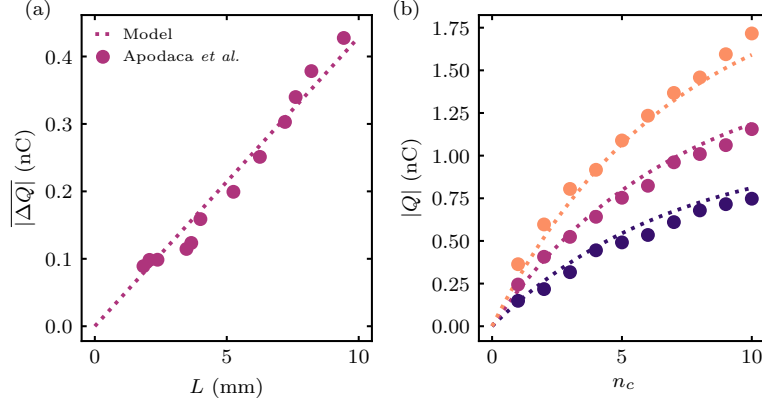 (a)
Model
Apodaca et al.
0.4
0.3
0.2
0.1
0.0
|ΔQ| (nC)
0
5
10
L (mm)
(b)
1.75
1.50
1.25
1.00
0.75
0.50
0.25
0.00
|Q| (nC)
0
5
10
n_c